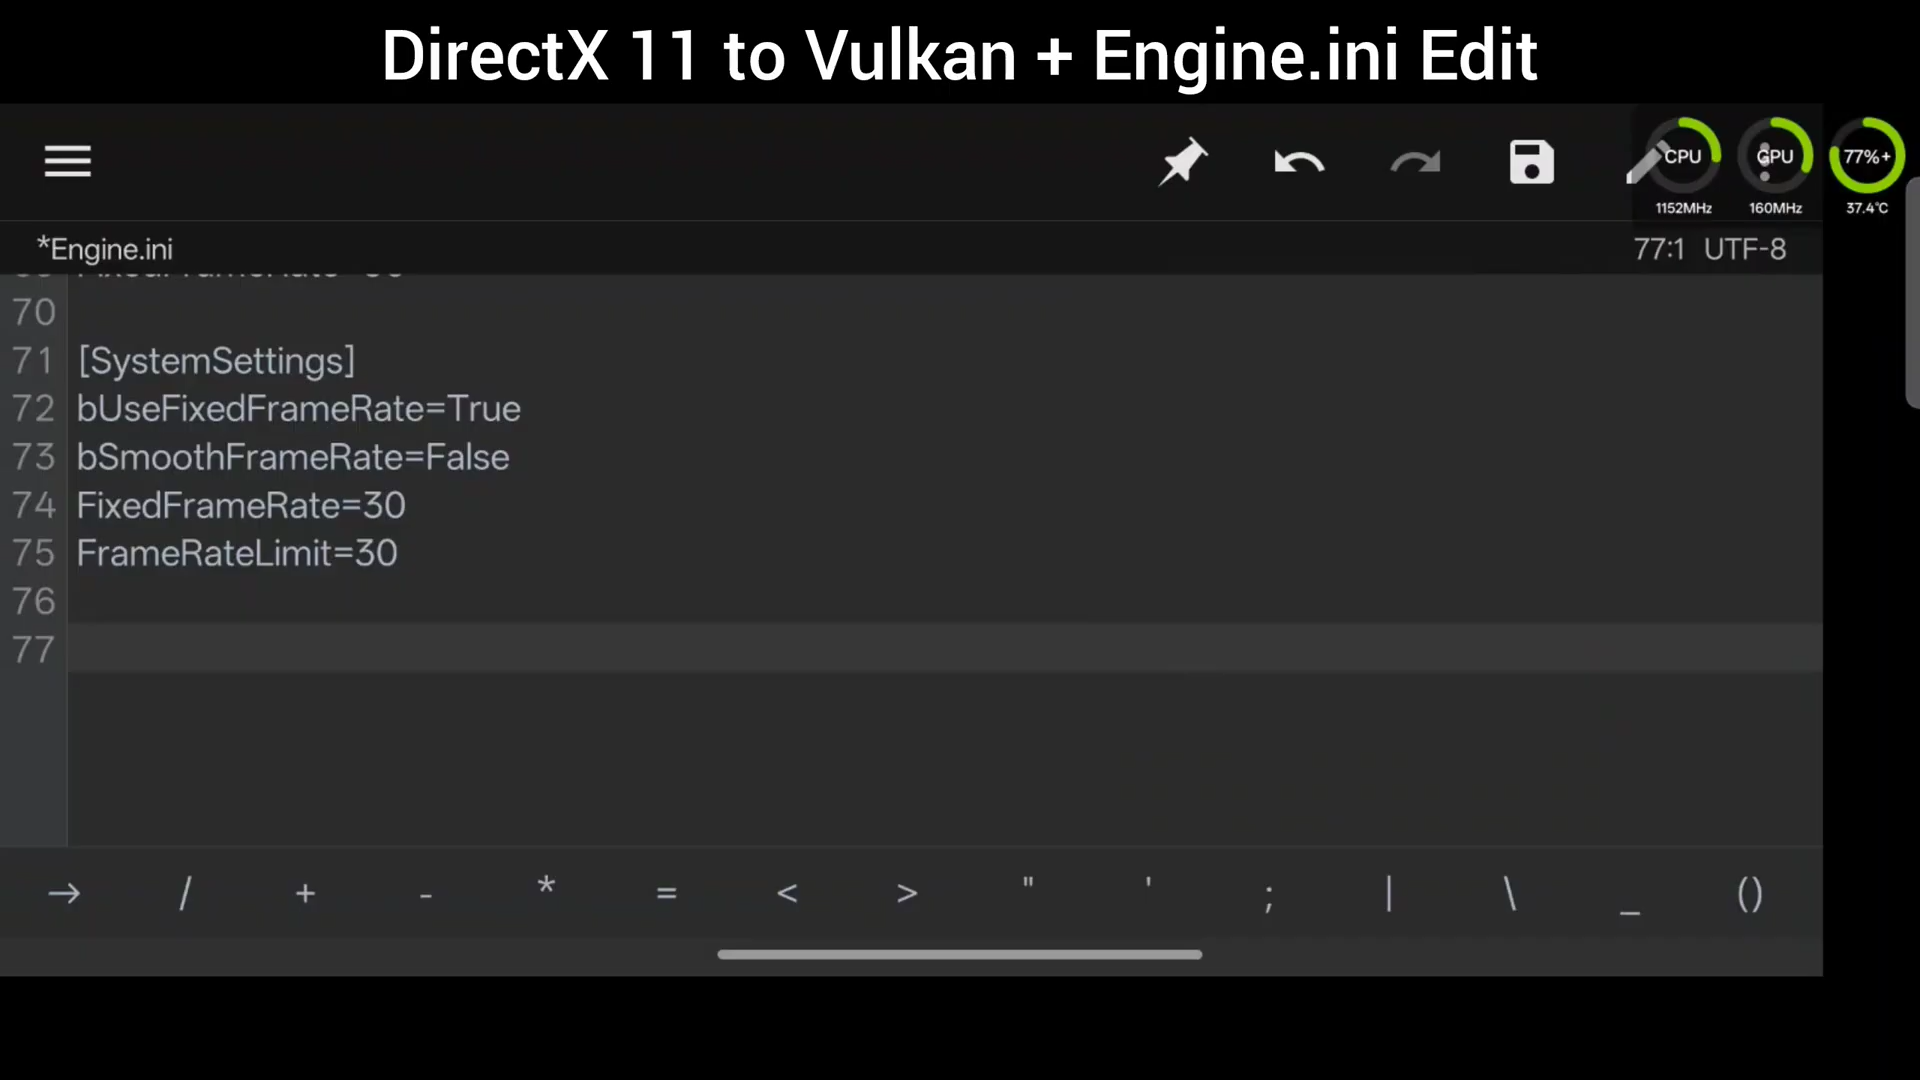 DirectX 11 to Vulkan + Engine.ini Edit
CPU GPU 77%+
1152MHz 160MHz 37.4°C
*Engine.ini 77:1 UTF-8
70
71 [SystemSettings]
72 bUseFixedFrameRate=True
73 bSmoothFrameRate=False
74 FixedFrameRate=30
75 FrameRateLimit=30
76
77
→ / + - * = < > " ' ; | \ _ ()